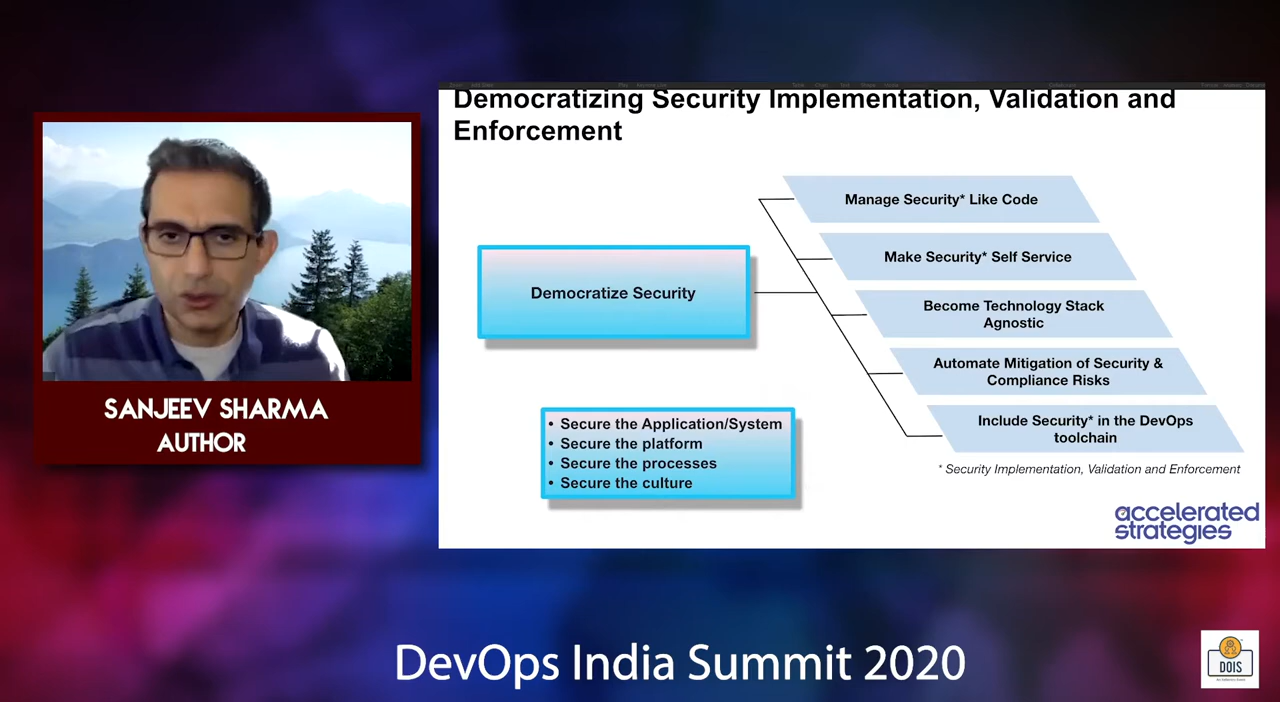 Democratizing Security Implementation, Validation and
Enforcement
Manage Security* Like Code
Make Security* Self Service
Democratize Security
Become Technology Stack
Agnostic
Automate Mitigation of Security &
Compliance Risks
Include Security* in the DevOps
toolchain
* Security Implementation, Validation and Enforcement
• Secure the Application/System
• Secure the platform
• Secure the processes
• Secure the culture
accelerated
strategies
SANJEEV SHARMA
AUTHOR
DevOps India Summit 2020
DOIS